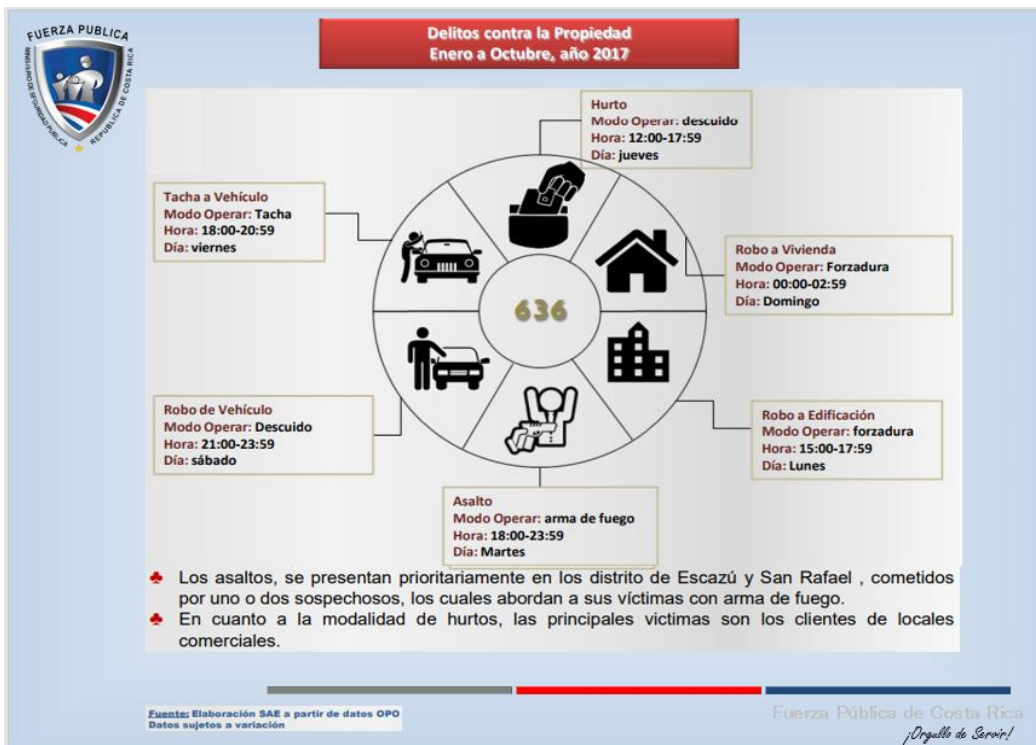 FUERZA PUBLICA
MINISTERIO DE SEGURIDAD PUBLICA
REPUBLICA DE COSTA RICA
Delitos contra la Propiedad
Enero a Octubre, año 2017
Hurto
Modo Operar: descuido
Hora: 12:00-17:59
Día: jueves
Tacha a Vehículo
Modo Operar: Tacha
Hora: 18:00-20:59
Día: viernes
Robo a Vivienda
Modo Operar: Forzadura
Hora: 00:00-02:59
Día: Domingo
636
Robo de Vehículo
Modo Operar: Descuido
Hora: 21:00-23:59
Día: sábado
Robo a Edificación
Modo Operar: forzadura
Hora: 15:00-17:59
Día: Lunes
Asalto
Modo Operar: arma de fuego
Hora: 18:00-23:59
Día: Martes
♣ Los asaltos, se presentan prioritariamente en los distrito de Escazú y San Rafael , cometidos
por uno o dos sospechosos, los cuales abordan a sus víctimas con arma de fuego.
♣ En cuanto a la modalidad de hurtos, las principales victimas son los clientes de locales
comerciales.
Fuente: Elaboración SAE a partir de datos OPO
Datos sujetos a variación
Fuerza Pública de Costa Rica
¡Orgullo de Servir!